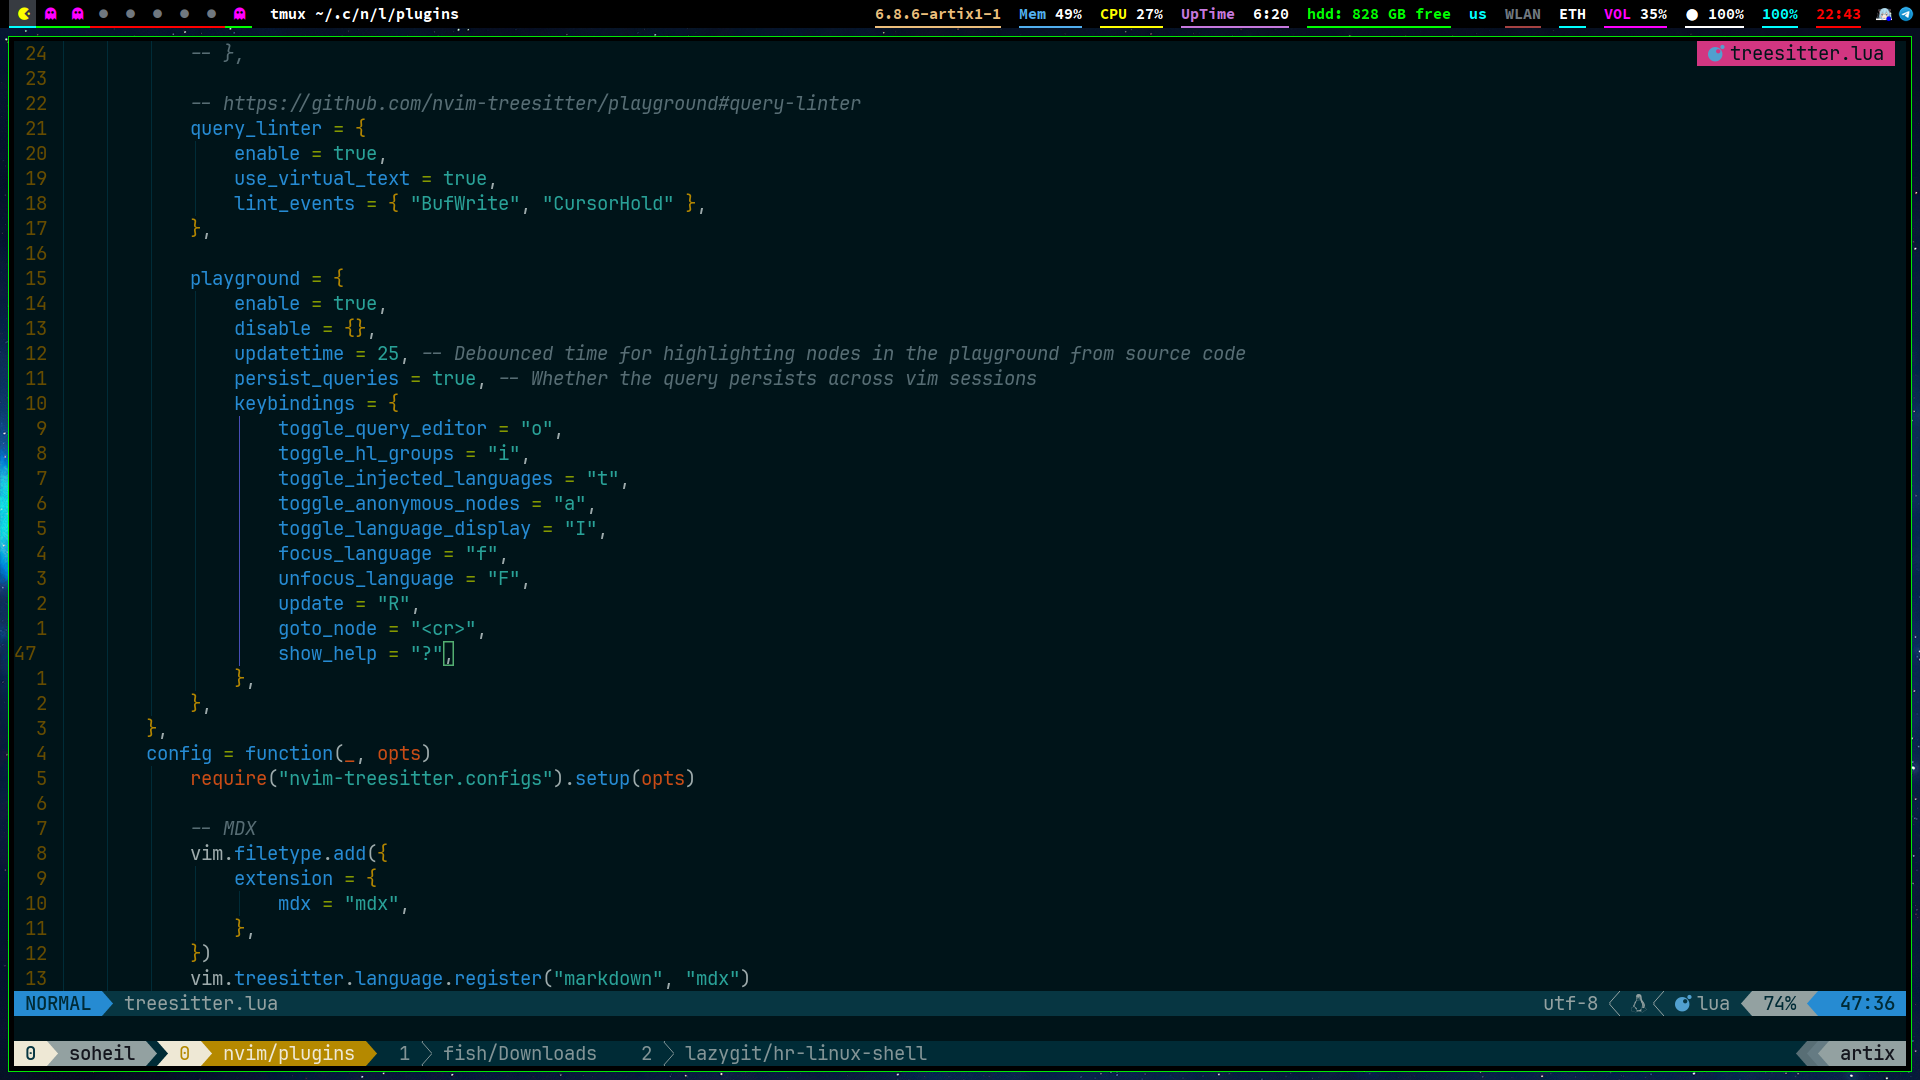 tmux ~/.c/n/l/plugins 6.8.6-artix1-1 Mem 49% CPU 27% UpTime 6:20 hdd: 828 GB free us WLAN ETH VOL 35% 100% 100% 22:43
24 -- }, treesitter.lua
23
22 -- https://github.com/nvim-treesitter/playground#query-linter
21 query_linter = {
20 enable = true,
19 use_virtual_text = true,
18 lint_events = { "BufWrite", "CursorHold" },
17 },
16
15 playground = {
14 enable = true,
13 disable = {},
12 updatetime = 25, -- Debounced time for highlighting nodes in the playground from source code
11 persist_queries = true, -- Whether the query persists across vim sessions
10 keybindings = {
9 toggle_query_editor = "o",
8 toggle_hl_groups = "i",
7 toggle_injected_languages = "t",
6 toggle_anonymous_nodes = "a",
5 toggle_language_display = "I",
4 focus_language = "f",
3 unfocus_language = "F",
2 update = "R",
1 goto_node = "<cr>",
47 show_help = "?",
1 },
2 },
3 },
4 config = function(_, opts)
5 require("nvim-treesitter.configs").setup(opts)
6
7 -- MDX
8 vim.filetype.add({
9 extension = {
10 mdx = "mdx",
11 },
12 })
13 vim.treesitter.language.register("markdown", "mdx")
NORMAL treesitter.lua utf-8 lua 74% 47:36
0 soheil 0 nvim/plugins 1 fish/Downloads 2 lazygit/hr-linux-shell artix